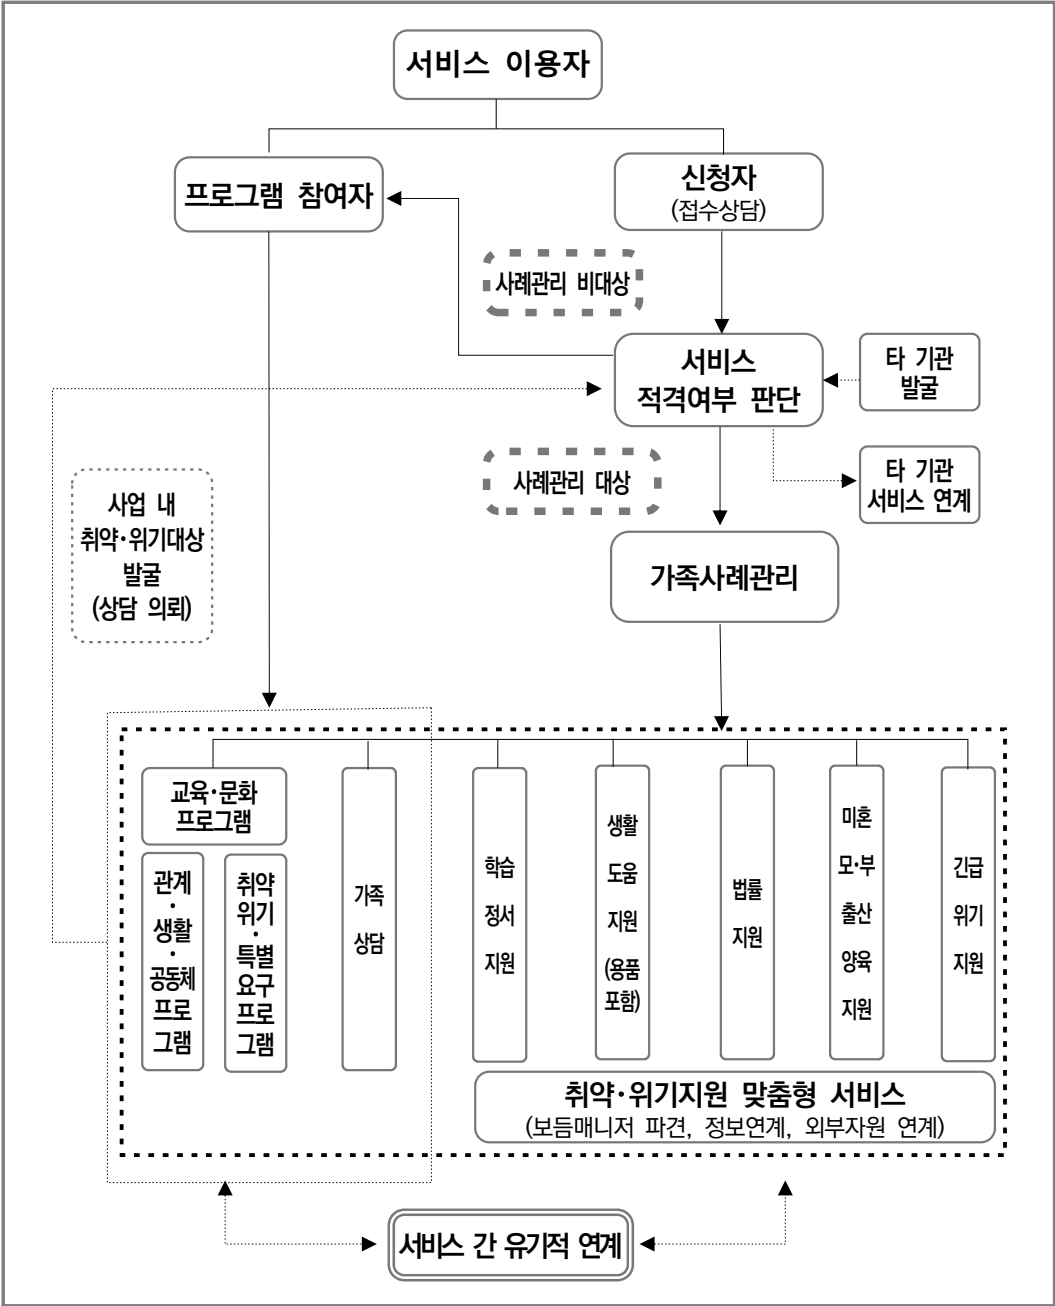 서비스 이용자
프로그램 참여자
신청자
(접수상담)
사례관리 비대상
서비스
적격여부 판단
타 기관
발굴
사례관리 대상
타 기관
서비스 연계
사업 내
취약·위기대상
발굴
(상담 의뢰)
가족사례관리
교육·문화
프로그램
관계
·
생활
·
공동체
프로
그램
취약
위기·
특별
요구
프로
그램
가족
상담
학습
정서
지원
생활
도움
지원
(용품
포함)
법률
지원
미혼
모·부
출산
양육
지원
긴급
위기
지원
취약·위기지원 맞춤형 서비스
(보듬매니저 파견, 정보연계, 외부자원 연계)
서비스 간 유기적 연계